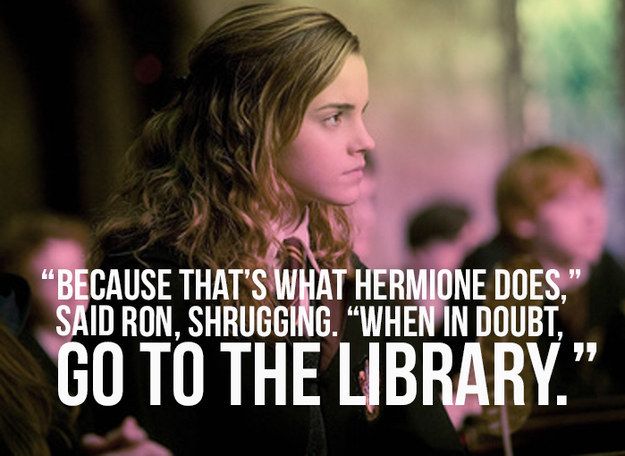 “BECAUSE THAT’S WHAT HERMIONE DOES,”
SAID RON, SHRUGGING. “WHEN IN DOUBT,
GO TO THE LIBRARY.”